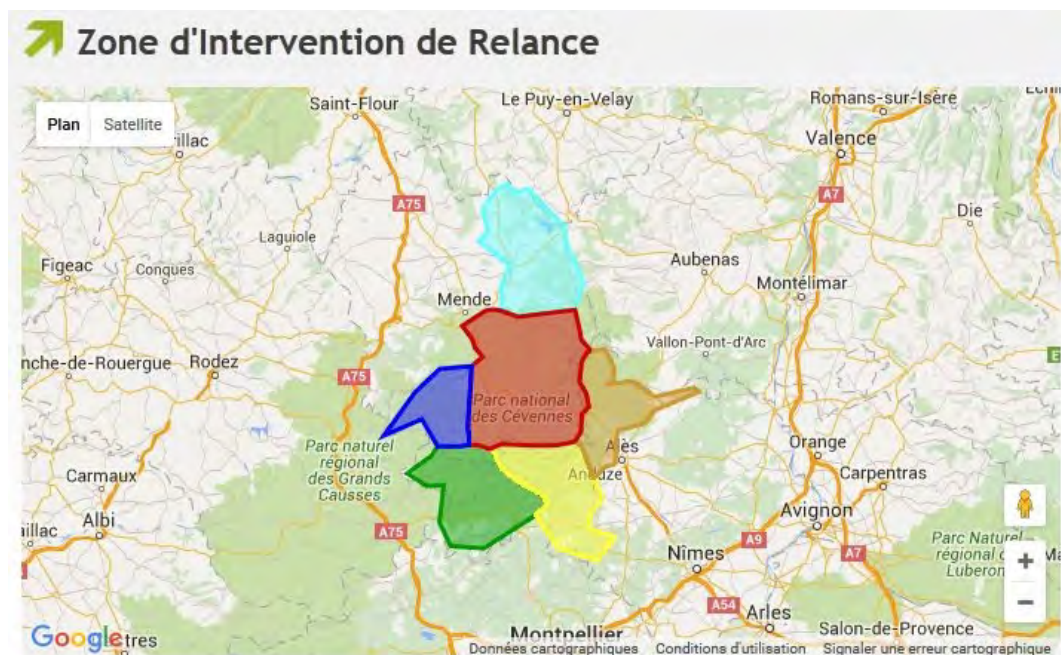 Zone d'Intervention de Relance
Saint-Flour
Le Puy-en-Velay
Romans-sur-Isère
Plan Satellite
rillac
Valence
A7
A75
Die
Laguiole
Aubenas
Figeac
Conques
Montélimar
Mende
Vallon-Pont-d'Arc
nche-de-Rouergue
Rodez
A75
E
Parc national
des Cévennes
Parc naturel
régional
des Grands
Causses
Alès
Orange
Carmaux
Carpentras
Albi
aillac
A75
Avignon
A9
A7
Nîmes
Parc Naturel
régional
Luberon
Ma
+
−
A54
Arles
Google
tres
Montpellier
Salon-de-Provence
Données cartographiques Conditions d'utilisation Signaler une erreur cartographique